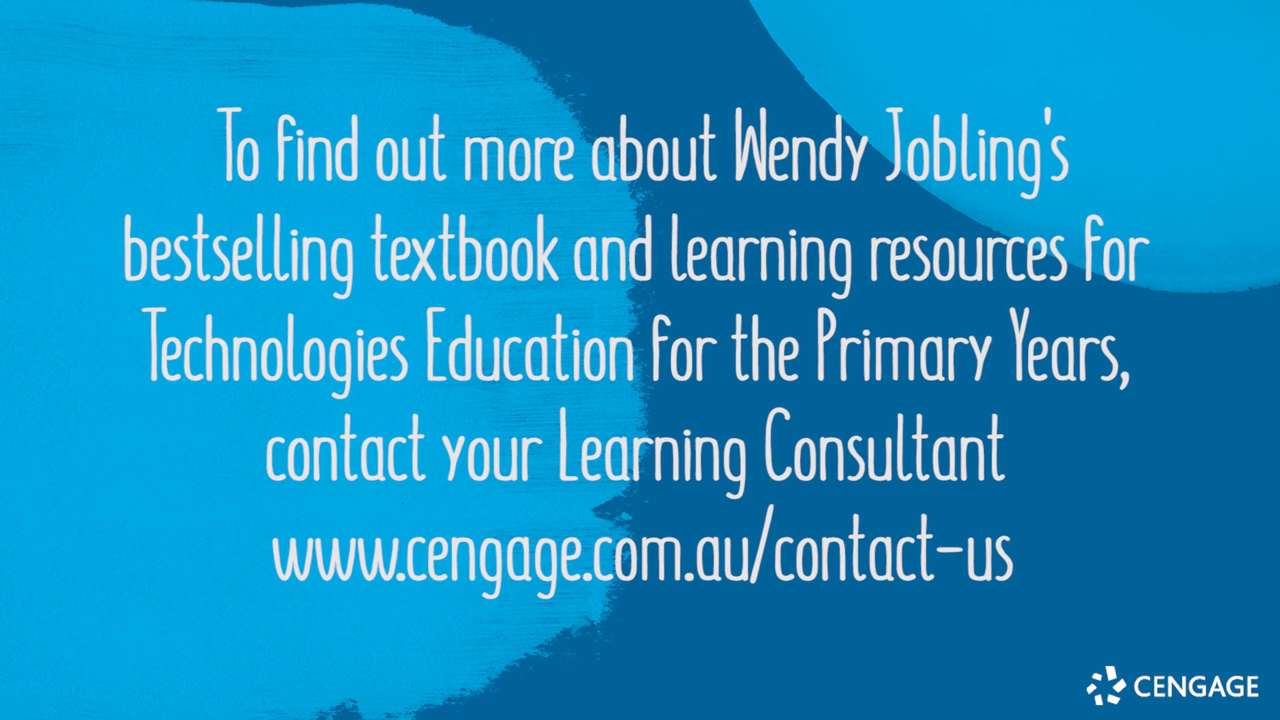 To find out more about Wendy Jobling's
bestselling textbook and learning resources for
Technologies Education for the Primary Years,
contact your Learning Consultant
www.cengage.com.au/contact-us
CENGAGE